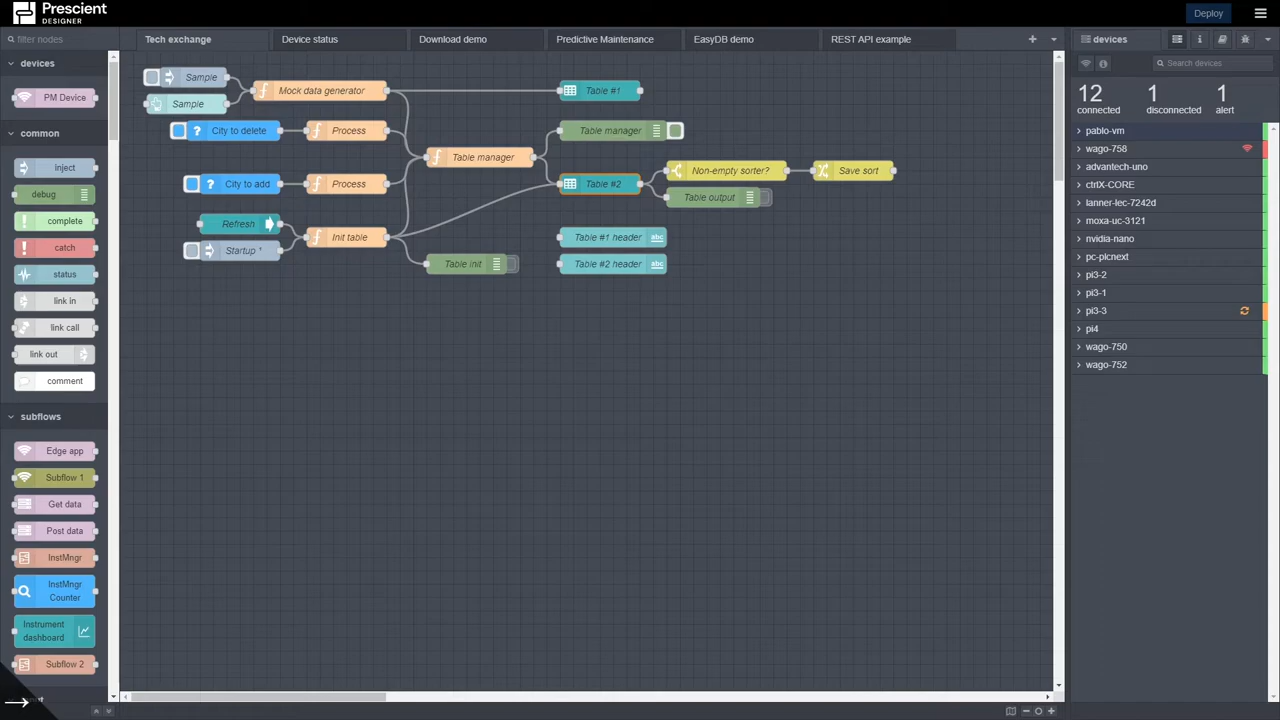 Prescient
DESIGNER
Deploy
filter nodes
Tech exchange
Device status
Download demo
Predictive Maintenance
EasyDB demo
REST API example
devices
devices
PM Device
common
Inject
debug
complete
catch
status
link in
link call
link out
comment
subflows
Edge app
Subflow 1
Get data
Post data
InstMngr
InstMngr
Counter
Instrument
dashboard
Subflow 2
Sample
Sample
Mock data generator
Table #1
City to delete
Process
Table manager
Table manager
City to add
Process
Table #2
Non-empty sorter?
Save sort
Table output
Refresh
Init table
Startup *
Table init
Table #1 header
Table #2 header
Search devices
12
connected
1
disconnected
1
alert
pablo-vm
wago-758
advantech-uno
ctrlX-CORE
lanner-lec-7242d
moxa-uc-3121
nvidia-nano
pc-plcnext
pi3-2
pi3-1
pi3-3
pi4
wago-750
wago-752